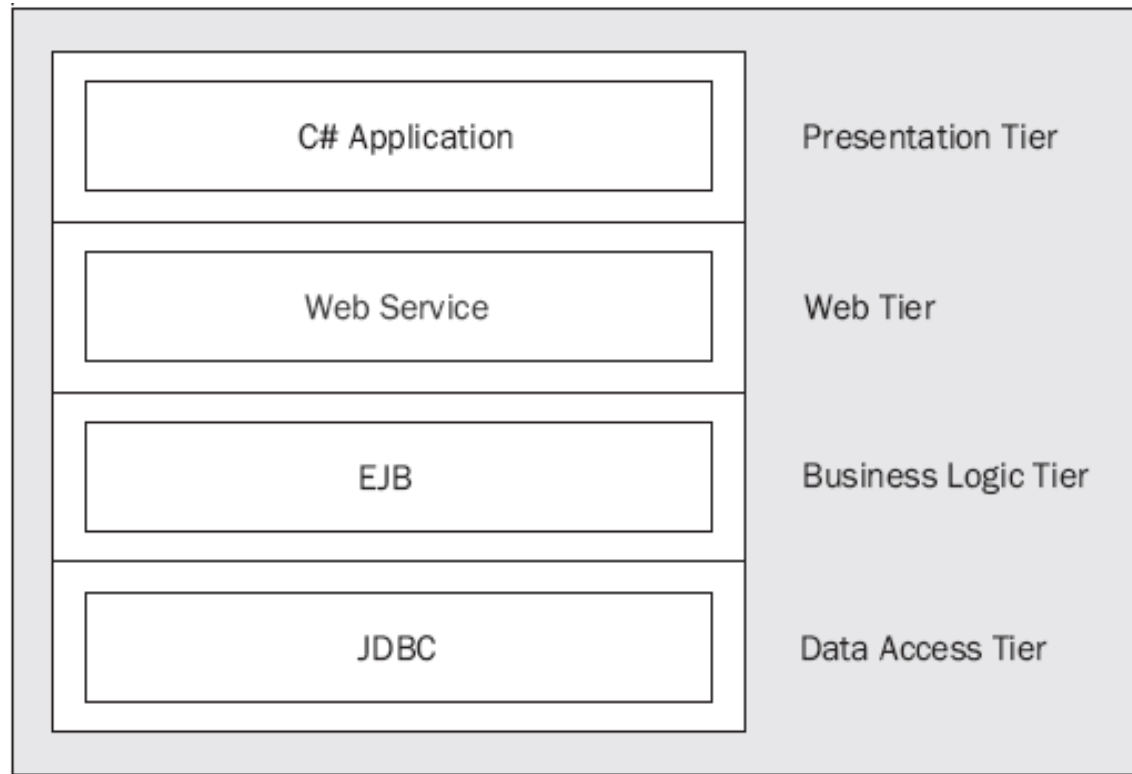 C# Application
Presentation Tier
Web Service
Web Tier
EJB
Business Logic Tier
JDBC
Data Access Tier